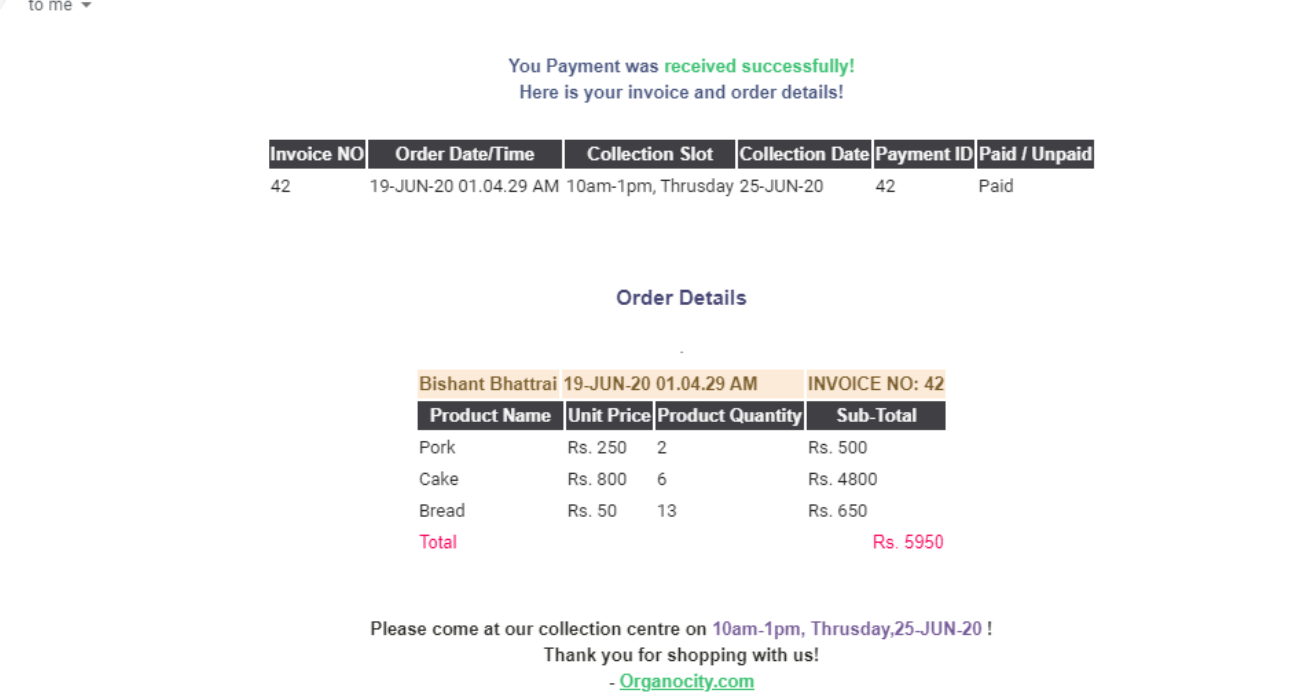 to me
You Payment was received successfully!
Here is your invoice and order details!
Invoice NO Order Date/Time Collection Slot Collection Date Payment ID Paid / Unpaid
42 19-JUN-20 01.04.29 AM 10am-1pm, Thrusday 25-JUN-20 42 Paid
Order Details
.
Bishant Bhattrai 19-JUN-20 01.04.29 AM INVOICE NO: 42
Product Name Unit Price Product Quantity Sub-Total
Pork Rs. 250 2 Rs. 500
Cake Rs. 800 6 Rs. 4800
Bread Rs. 50 13 Rs. 650
Total Rs. 5950
Please come at our collection centre on 10am-1pm, Thrusday,25-JUN-20 !
Thank you for shopping with us!
- Organocity.com